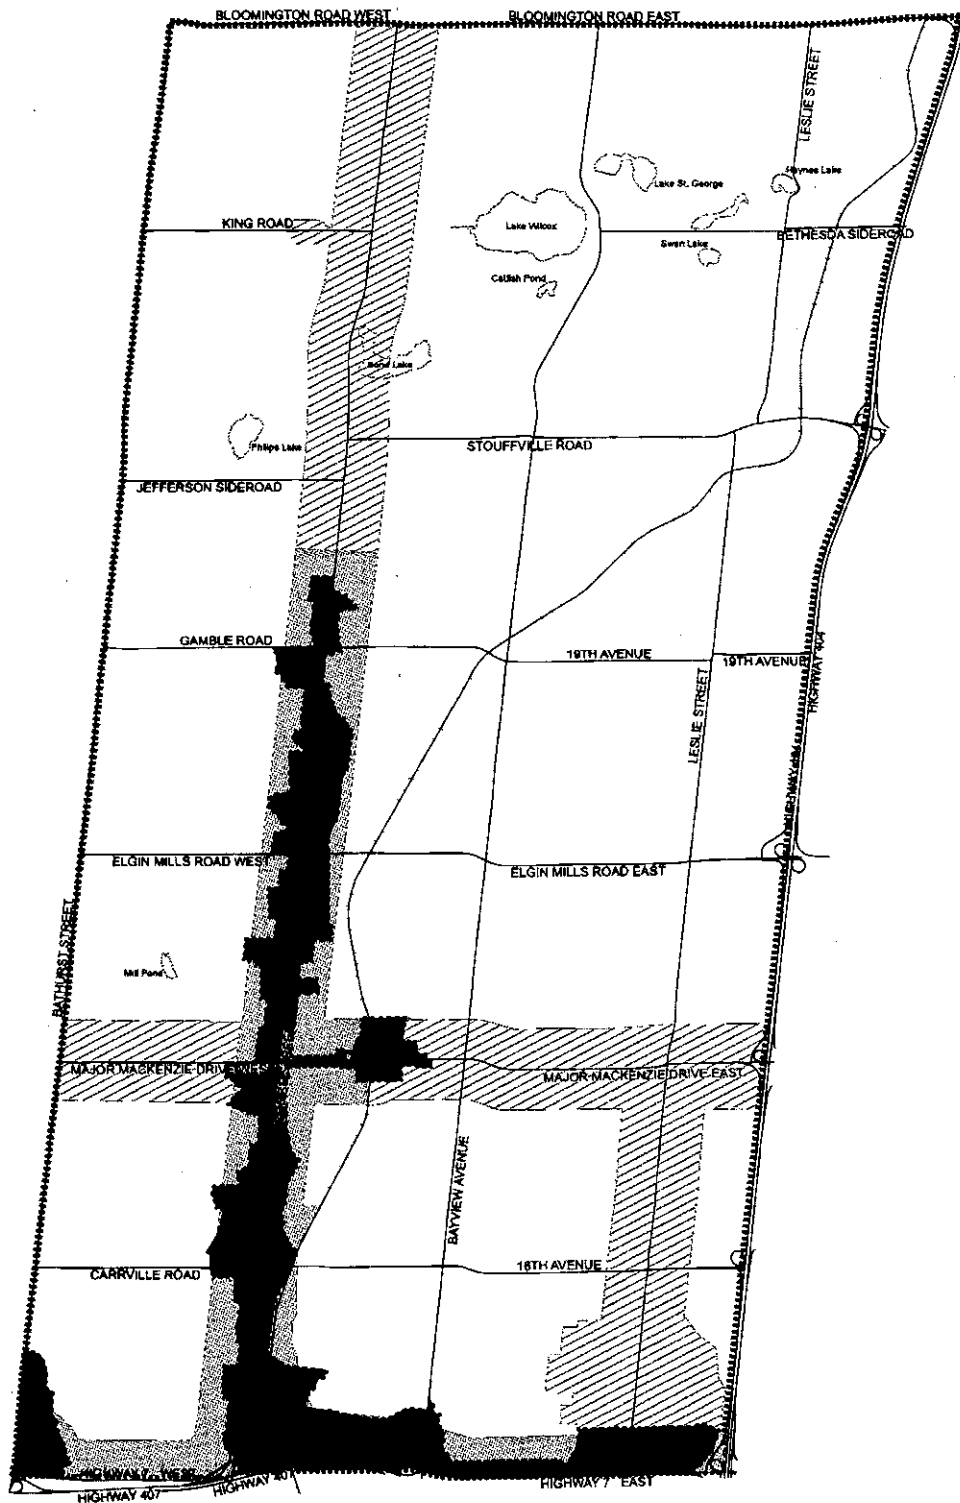 BLOOMINGTON ROAD WEST
BLOOMINGTON ROAD EAST
LESLIE STREET
Haynes Lake
Lake St. George
KING ROAD
Lake Wilcox
BETHESDA SIDEROAD
Swan Lake
Catfish Pond
Bond Lake
Philips Lake
STOUFFVILLE ROAD
JEFFERSON SIDEROAD
GAMBLE ROAD
19TH AVENUE
19TH AVENUE
HIGHWAY 404
LESLIE STREET
ELGIN MILLS ROAD WEST
ELGIN MILLS ROAD EAST
BATHURST STREET
Mill Pond
MAJOR MACKENZIE DRIVE WEST
MAJOR MACKENZIE DRIVE EAST
BAYVIEW AVENUE
CARRVILLE ROAD
16TH AVENUE
HIGHWAY 7 WEST
HIGHWAY 407
HIGHWAY 407
HIGHWAY 7 EAST